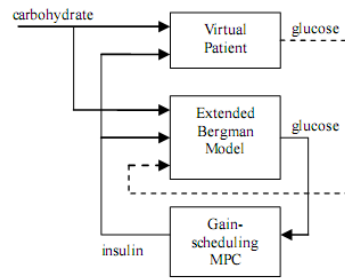 carbohydrate
Virtual
Patient
glucose
Extended
Bergman
Model
glucose
Gain-
scheduling
MPC
insulin